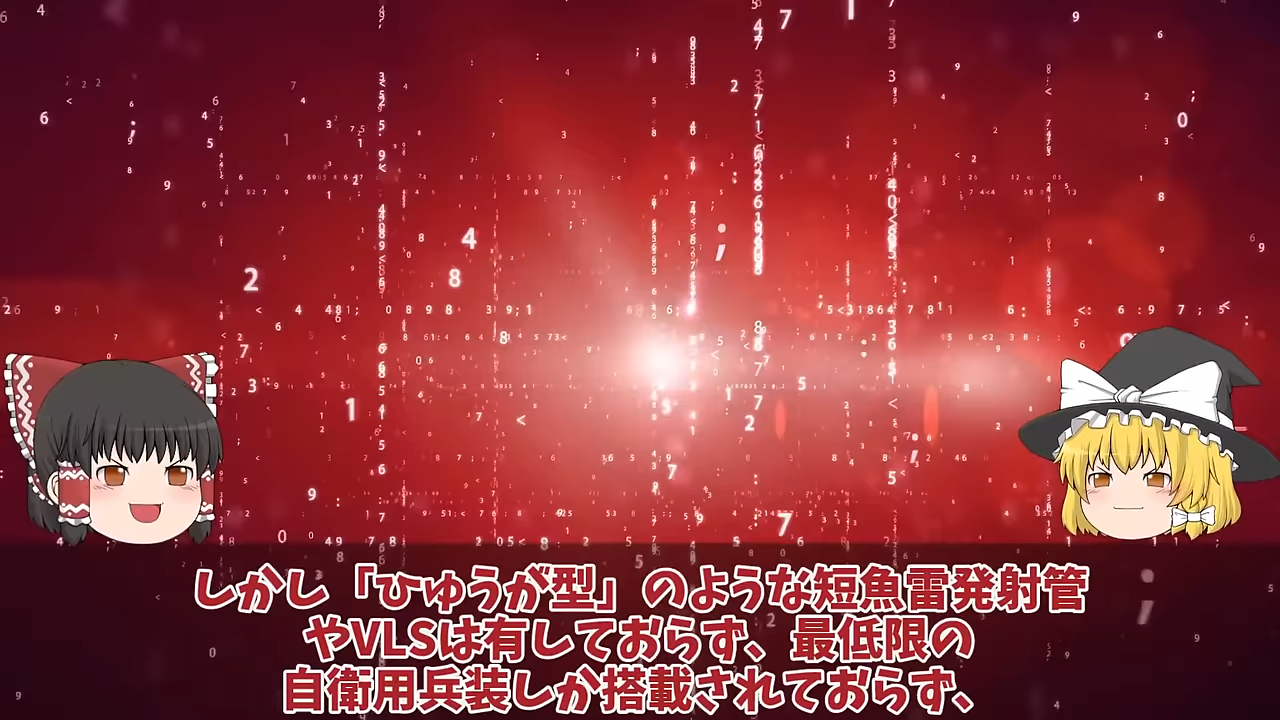 しかし「ひゅうが型」のような短魚雷発射管
やVLSは有しておらず、最低限の
自衛用兵装しか搭載されておらず、